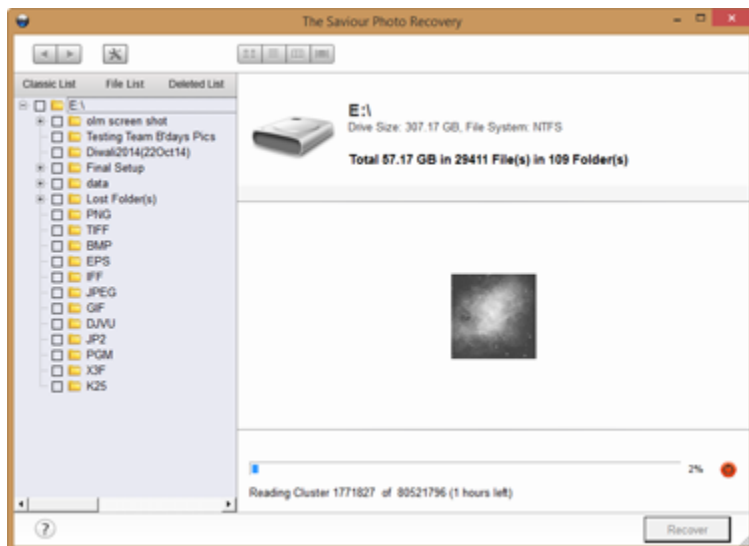 The Saviour Photo Recovery
Classic List File List Deleted List
E:\
olm screen shot
Testing Team B'days Pics
Diwali2014(22Oct14)
Final Setup
data
Lost Folder(s)
PNG
TIFF
BMP
EPS
IFF
JPEG
GIF
DJVU
JP2
PGM
X3F
K25
E:\
Drive Size: 307.17 GB, File System: NTFS
Total 57.17 GB in 29411 File(s) in 109 Folder(s)
2%
Reading Cluster 1771827 of 80521796 (1 hours left)
?
Recover